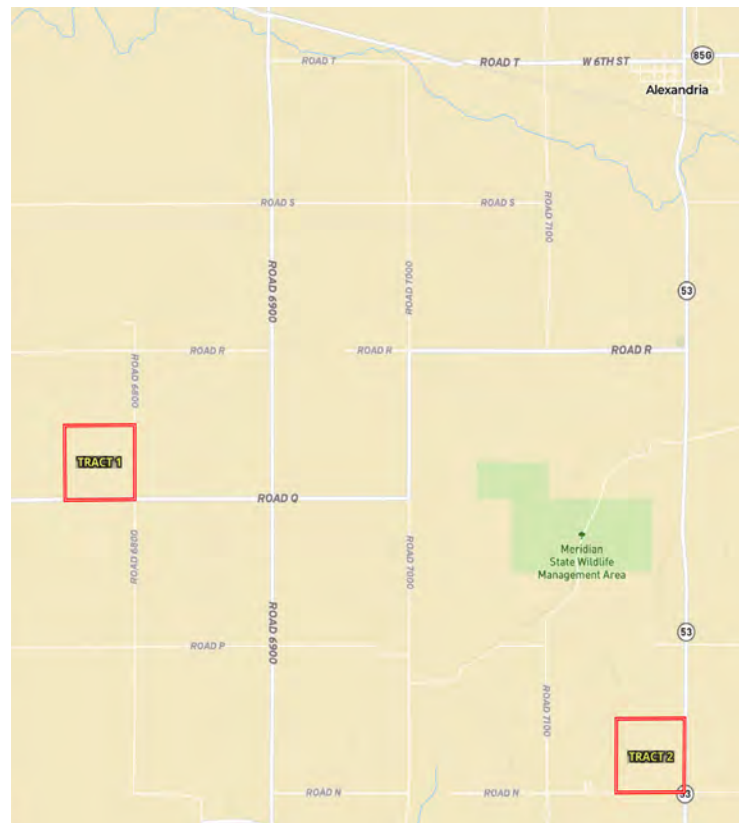 ROAD T
ROAD T
W 6TH ST
85G
Alexandria
ROAD S
ROAD S
ROAD 7100
ROAD 6900
ROAD 7000
53
ROAD R
ROAD R
ROAD R
ROAD 6800
TRACT 1
ROAD Q
ROAD 6800
ROAD 7000
Meridian
State Wildlife
Management Area
ROAD 6900
ROAD P
53
ROAD 7100
TRACT 2
ROAD N
ROAD N
53